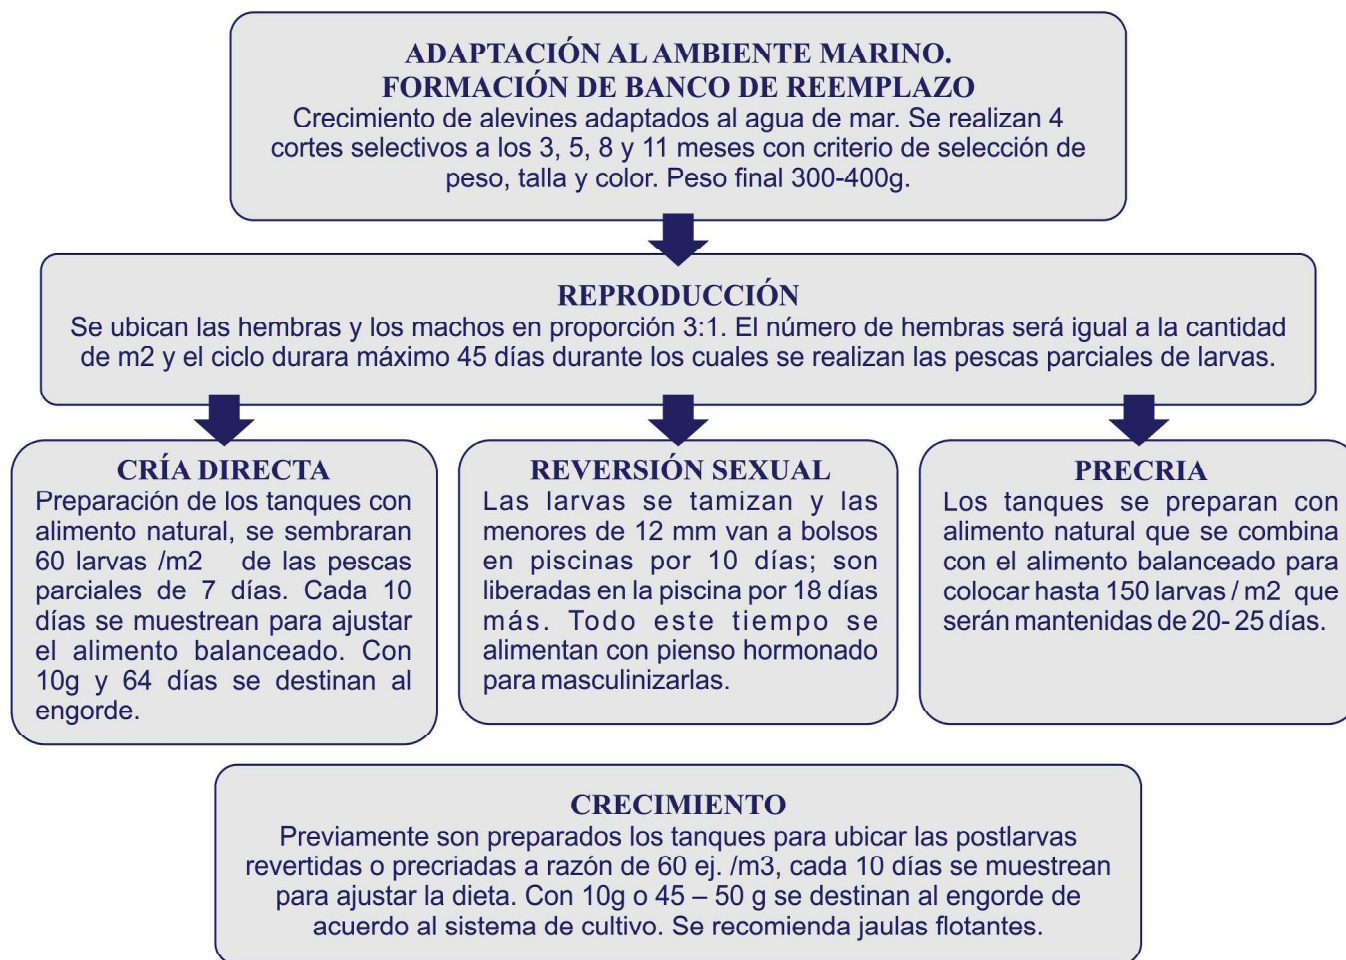 ADAPTACIÓN AL AMBIENTE MARINO.
FORMACIÓN DE BANCO DE REEMPLAZO
Crecimiento de alevines adaptados al agua de mar. Se realizan 4
cortes selectivos a los 3, 5, 8 y 11 meses con criterio de selección de
peso, talla y color. Peso final 300-400g.
REPRODUCCIÓN
Se ubican las hembras y los machos en proporción 3:1. El número de hembras será igual a la cantidad
de m2 y el ciclo durara máximo 45 días durante los cuales se realizan las pescas parciales de larvas.
CRÍA DIRECTA
Preparación de los tanques con
alimento natural, se sembraran
60 larvas /m2 de las pescas
parciales de 7 días. Cada 10
días se muestrean para ajustar
el alimento balanceado. Con
10g y 64 días se destinan al
engorde.
REVERSIÓN SEXUAL
Las larvas se tamizan y las
menores de 12 mm van a bolsos
en piscinas por 10 días; son
liberadas en la piscina por 18 días
más. Todo este tiempo se
alimentan con pienso hormonado
para masculinizarlas.
PRECRIA
Los tanques se preparan con
alimento natural que se combina
con el alimento balanceado para
colocar hasta 150 larvas / m2 que
serán mantenidas de 20- 25 días.
CRECIMIENTO
Previamente son preparados los tanques para ubicar las postlarvas
revertidas o precriadas a razón de 60 ej. /m3, cada 10 días se muestrean
para ajustar la dieta. Con 10g o 45 – 50 g se destinan al engorde de
acuerdo al sistema de cultivo. Se recomienda jaulas flotantes.